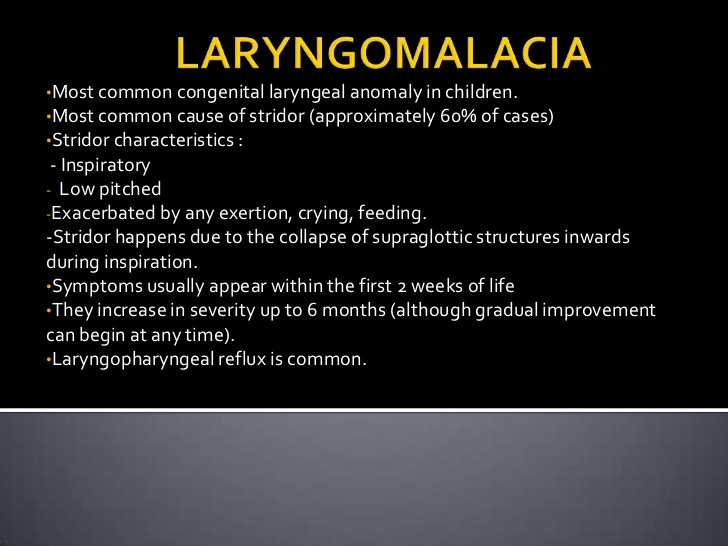 LARYNGOMALACIA
•Most common congenital laryngeal anomaly in children.
•Most common cause of stridor (approximately 60% of cases)
•Stridor characteristics :
- Inspiratory
- Low pitched
-Exacerbated by any exertion, crying, feeding.
-Stridor happens due to the collapse of supraglottic structures inwards
during inspiration.
•Symptoms usually appear within the first 2 weeks of life
•They increase in severity up to 6 months (although gradual improvement
can begin at any time).
•Laryngopharyngeal reflux is common.